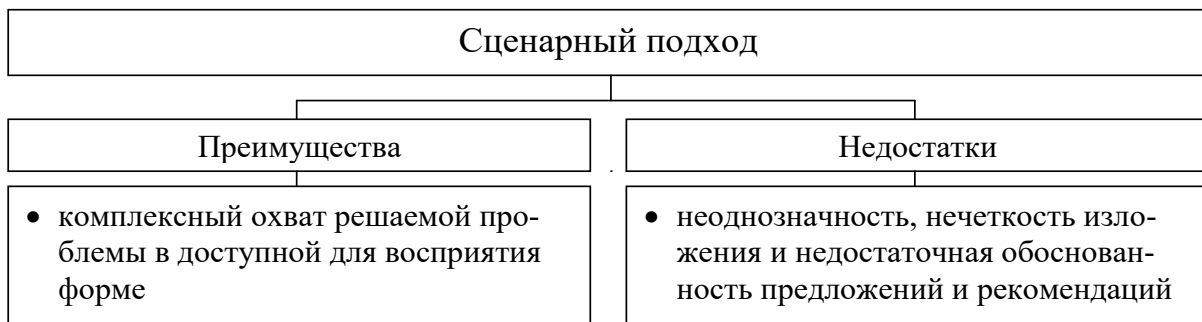 Сценарный подход
Преимущества
Недостатки
• комплексный охват решаемой про-
блемы в доступной для восприятия
форме
• неоднозначность, нечеткость изло-
жения и недостаточная обоснован-
ность предложений и рекомендаций